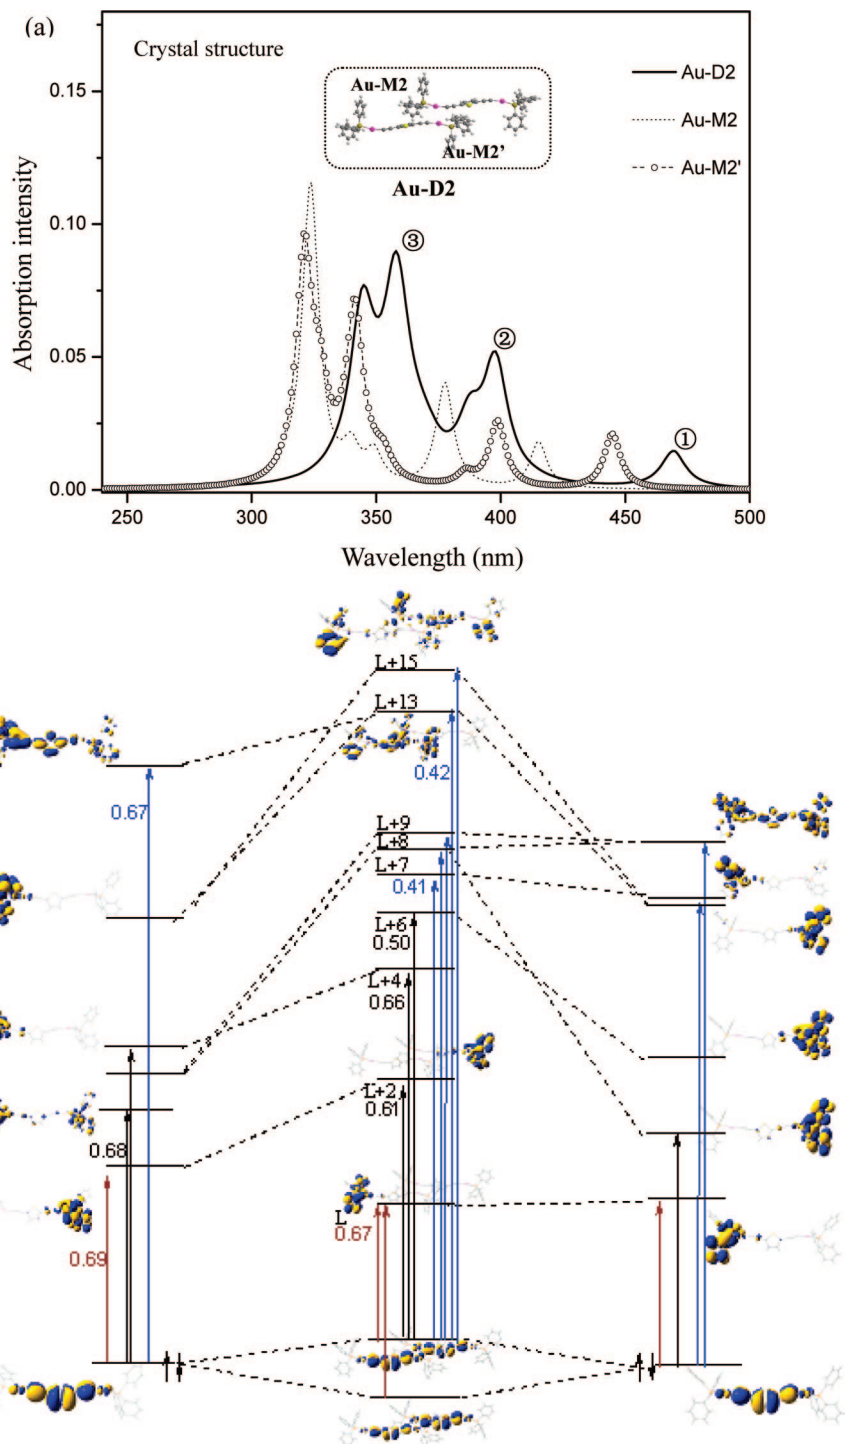 (a)
Crystal structure
Au-M2
Au-M2'
Au-D2
Au-D2
Au-M2
Au-M2'
③
②
①
0.15
0.10
0.05
0.00
Absorption intensity
250
300
350
400
450
500
Wavelength (nm)
L+15
L+13
0.42
0.67
L+9
L+8
L+7
0.41
L+6
0.50
L+4
0.66
L+2
0.61
0.68
L
0.67
0.69